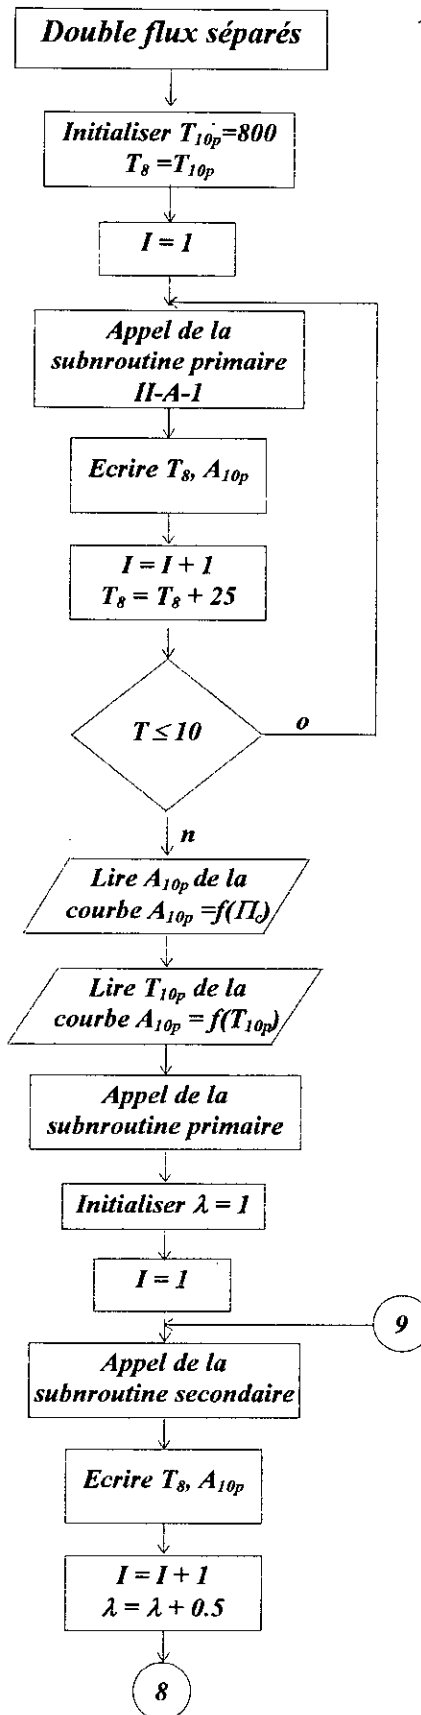 Double flux séparés
Initialiser T10p=800
T8 =T10p
I = 1
Appel de la
subnroutine primaire
II-A-1
Ecrire T8, A10p
I = I + 1
T8 = T8 + 25
T ≤ 10
o
n
Lire A10p de la
courbe A10p =f(Πc)
Lire T10p de la
courbe A10p = f(T10p)
Appel de la
subnroutine primaire
Initialiser λ = 1
I = 1
9
Appel de la
subnroutine secondaire
Ecrire T8, A10p
I = I + 1
λ = λ + 0.5
8